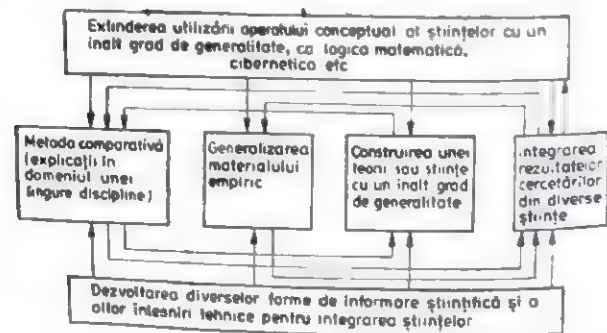 Extinderea utilizării aparatului conceptual al științelor cu un
înalt grad de generalitate, ca logica matematică,
cibernetica etc
Metoda comparativă
(explicații în
domeniul unei
singure discipline)
Generalizarea
materialului
empiric
Construirea unei
teorii sau științe
cu un înalt grad
de generalitate
Integrarea
rezultatelor
cercetărilor
din diverse
științe
Dezvoltarea diverselor forme de informare științifică și a
altor înlesniri tehnice pentru integrarea științelor